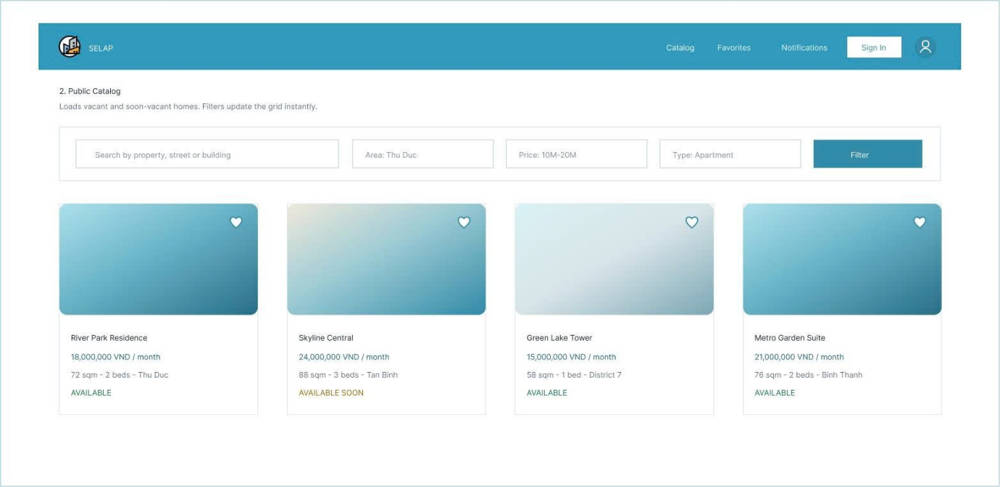 SELAP
Catalog Favorites Notifications Sign In
2. Public Catalog
Loads vacant and soon-vacant homes. Filters update the grid instantly.
Search by property, street or building Area: Thu Duc Price: 10M-20M Type: Apartment Filter
River Park Residence
18,000,000 VND / month
72 sqm - 2 beds - Thu Duc
AVAILABLE
Skyline Central
24,000,000 VND / month
88 sqm - 3 beds - Tan Binh
AVAILABLE SOON
Green Lake Tower
15,000,000 VND / month
58 sqm - 1 bed - District 7
AVAILABLE
Metro Garden Suite
21,000,000 VND / month
76 sqm - 2 beds - Binh Thanh
AVAILABLE